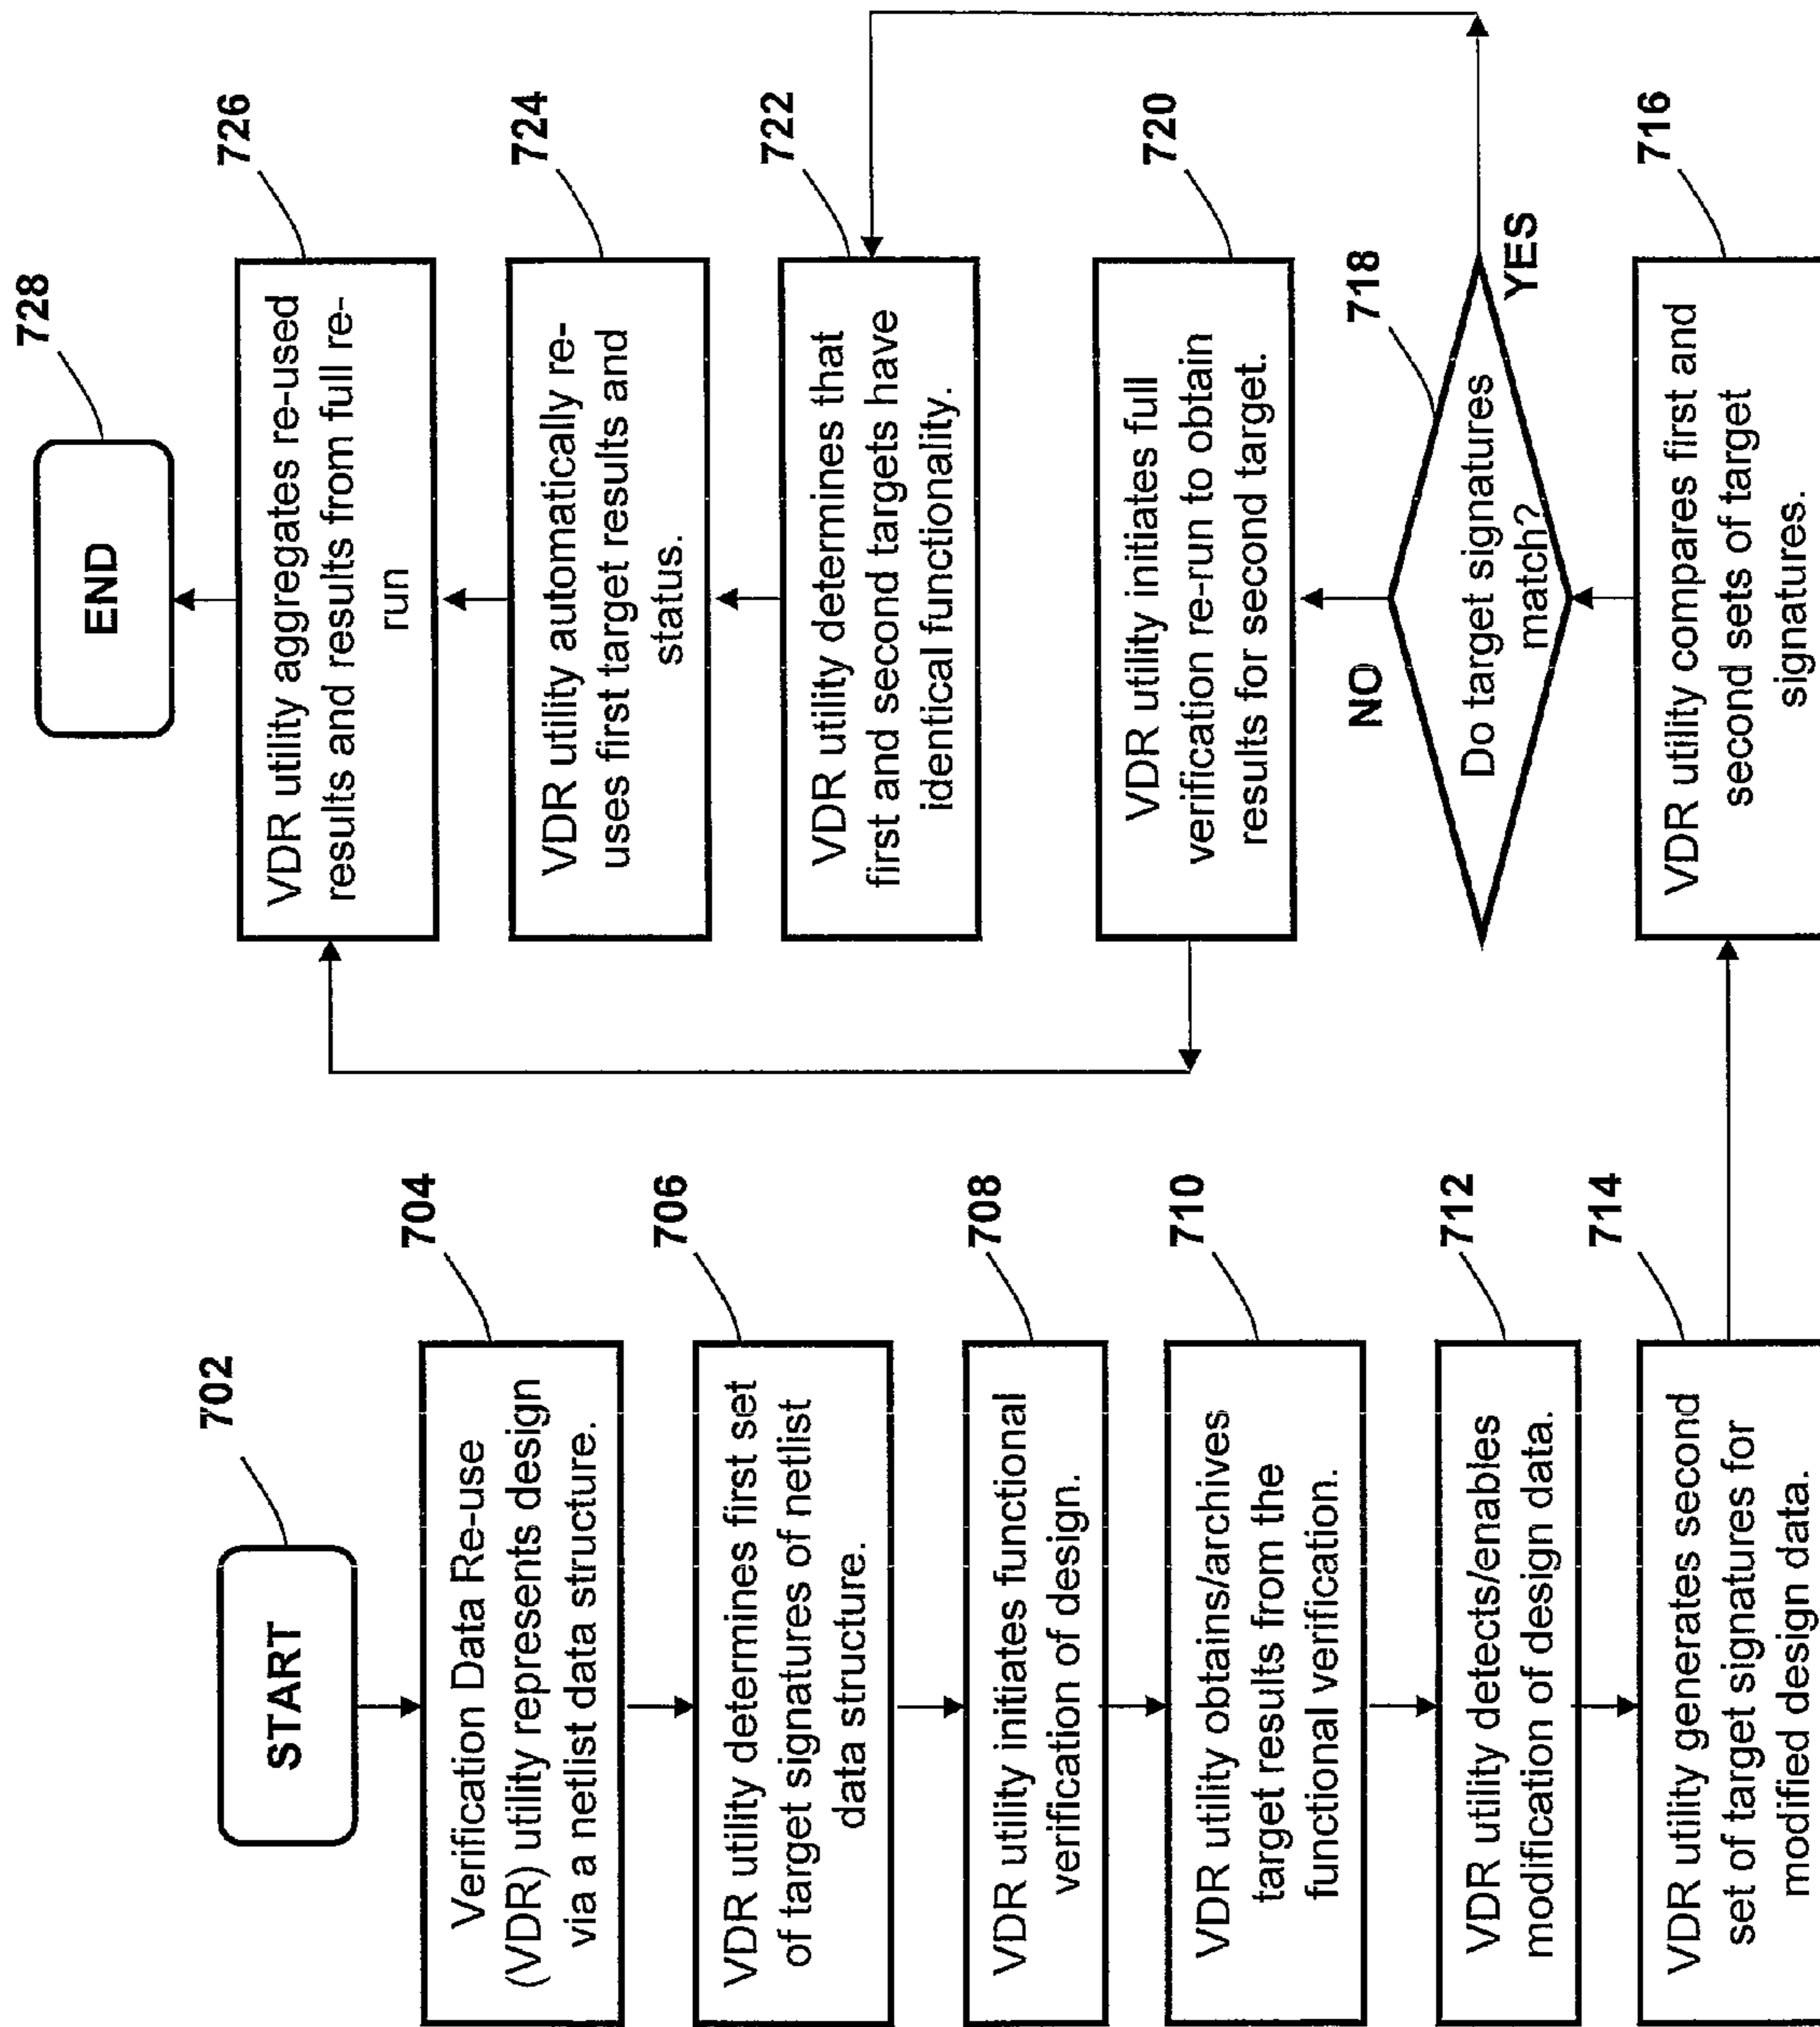 702
START
704
Verification Data Re-use
(VDR) utility represents design
via a netlist data structure.
706
VDR utility determines first set
of target signatures of netlist
data structure.
708
VDR utility initiates functional
verification of design.
710
VDR utility obtains/archives
target results from the
functional verification.
712
VDR utility detects/enables
modification of design data.
714
VDR utility generates second
set of target signatures for
modified design data.
716
VDR utility compares first and
second sets of target
signatures.
718
Do target signatures
match?
NO
YES
720
VDR utility initiates full
verification re-run to obtain
results for second target.
722
VDR utility determines that
first and second targets have
identical functionality.
724
VDR utility automatically re-
uses first target results and
status.
726
VDR utility aggregates re-used
results and results from full re-
run
728
END